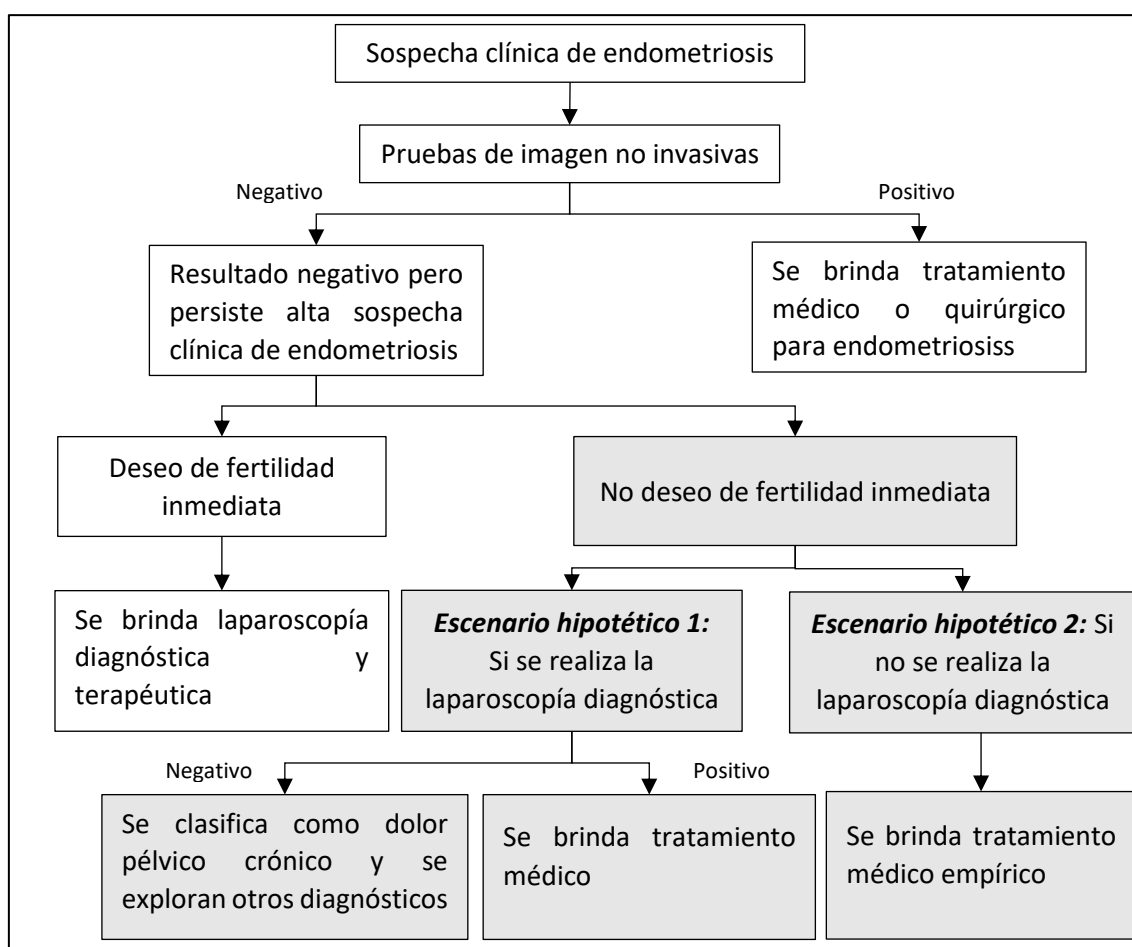 Sospecha clínica de endometriosis
Pruebas de imagen no invasivas
Negativo
Positivo
Resultado negativo pero
persiste alta sospecha
clínica de endometriosis
Se brinda tratamiento
médico o quirúrgico
para endometriosiss
Deseo de fertilidad
inmediata
No deseo de fertilidad inmediata
Se brinda laparoscopía
diagnóstica y
terapéutica
Escenario hipotético 1:
Si se realiza la
laparoscopía diagnóstica
Escenario hipotético 2: Si
no se realiza la
laparoscopía diagnóstica
Negativo
Positivo
Se clasifica como dolor
pélvico crónico y se
exploran otros diagnósticos
Se brinda tratamiento
médico
Se brinda tratamiento
médico empírico